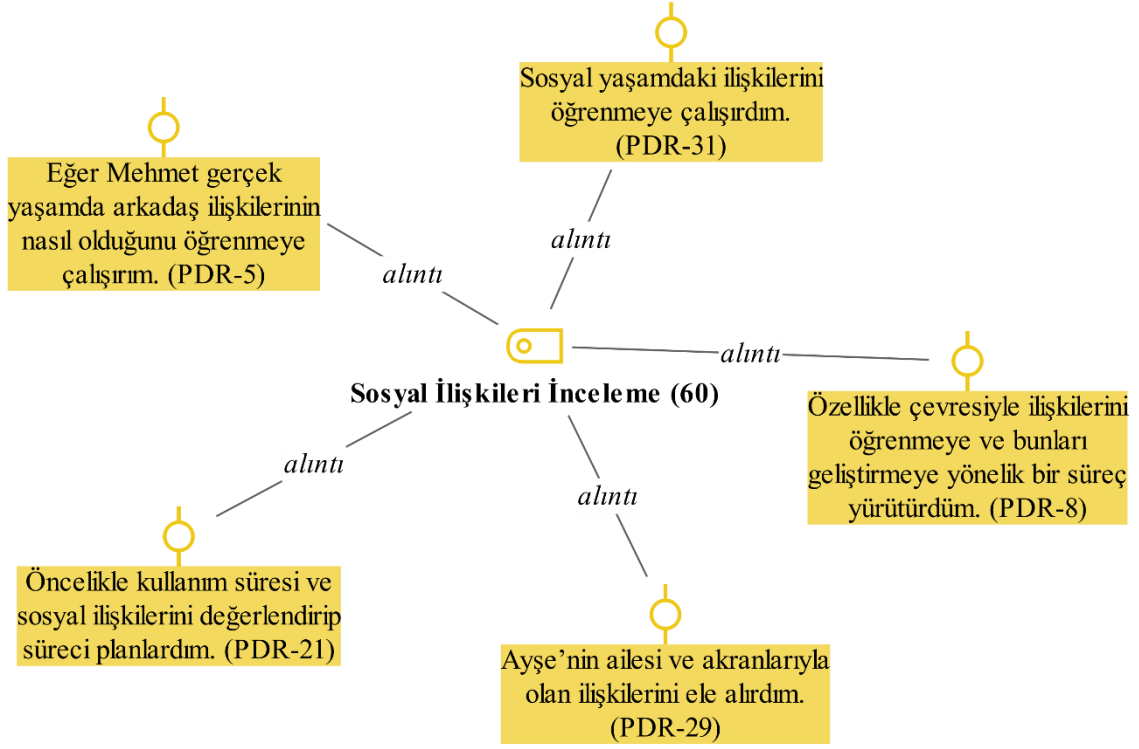 Sosyal yaşamdaki ilişkilerini
öğrenmeye çalışırdım.
(PDR-31)
Eğer Mehmet gerçek
yaşamda arkadaş ilişkilerinin
nasıl olduğunu öğrenmeye
çalışırım. (PDR-5)
alıntı
alıntı
alıntı
Sosyal İlişkileri İnceleme (60)
Özellikle çevresiyle ilişkilerini
öğrenmeye ve bunları
geliştirmeye yönelik bir süreç
yürütürdüm. (PDR-8)
alıntı
alıntı
Öncelikle kullanım süresi ve
sosyal ilişkilerini değerlendirip
süreci planlardım. (PDR-21)
Ayşe’nin ailesi ve akranlarıyla
olan ilişkilerini ele alırdım.
(PDR-29)